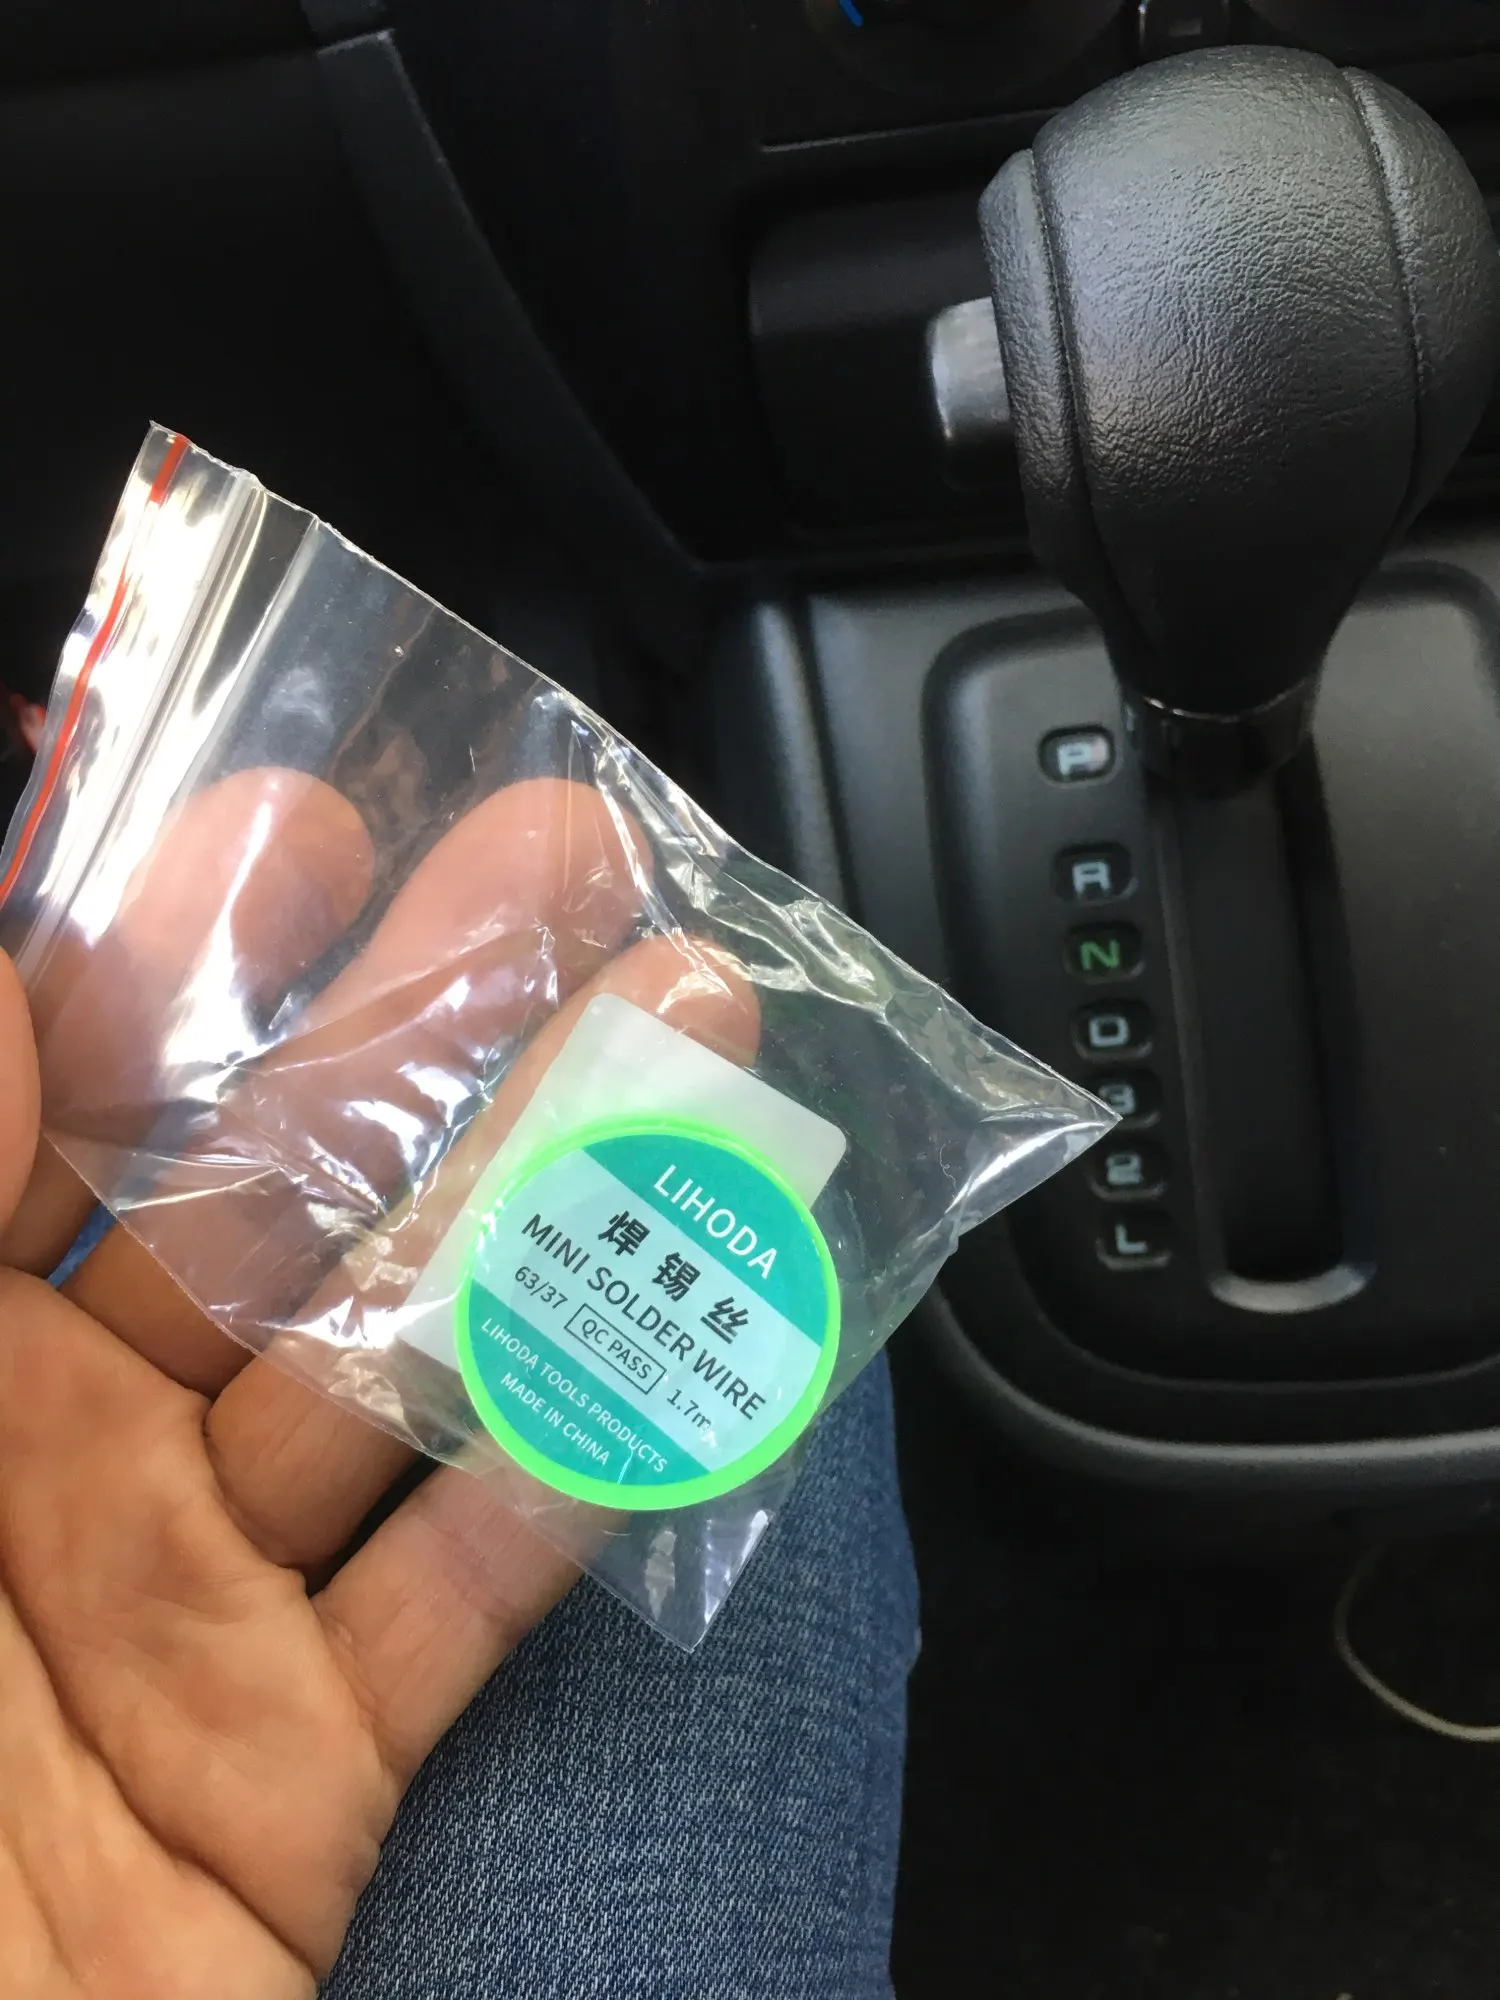 LIHODA
焊锡丝
MINI SOLDER WIRE
63/37 QC PASS 1.7m
LIHODA TOOLS PRODUCTS
MADE IN CHINA
P
R
N
D
3
2
L